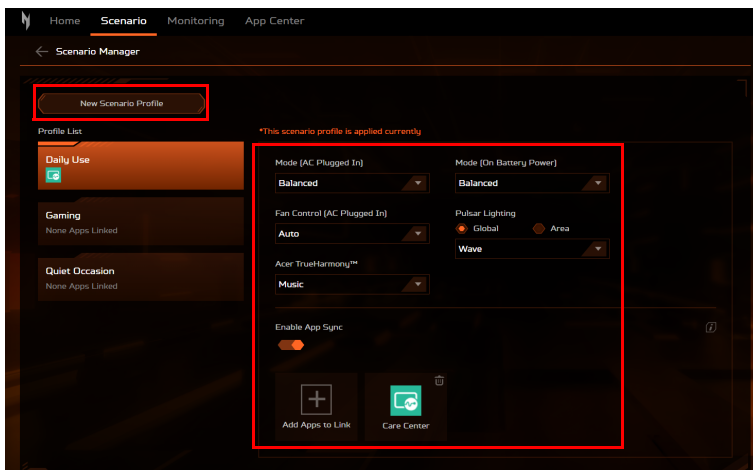 Home Scenario Monitoring App Center
Scenario Manager
New Scenario Profile
Profile List
*This scenario profile is applied currently
Daily Use
Gaming
None Apps Linked
Quiet Occasion
None Apps Linked
Mode (AC Plugged In) Mode (On Battery Power)
Balanced Balanced
Fan Control (AC Plugged In) Pulsar Lighting
Auto Global Area
Wave
Acer TrueHarmony™
Music
Enable App Sync
Add Apps to Link Care Center